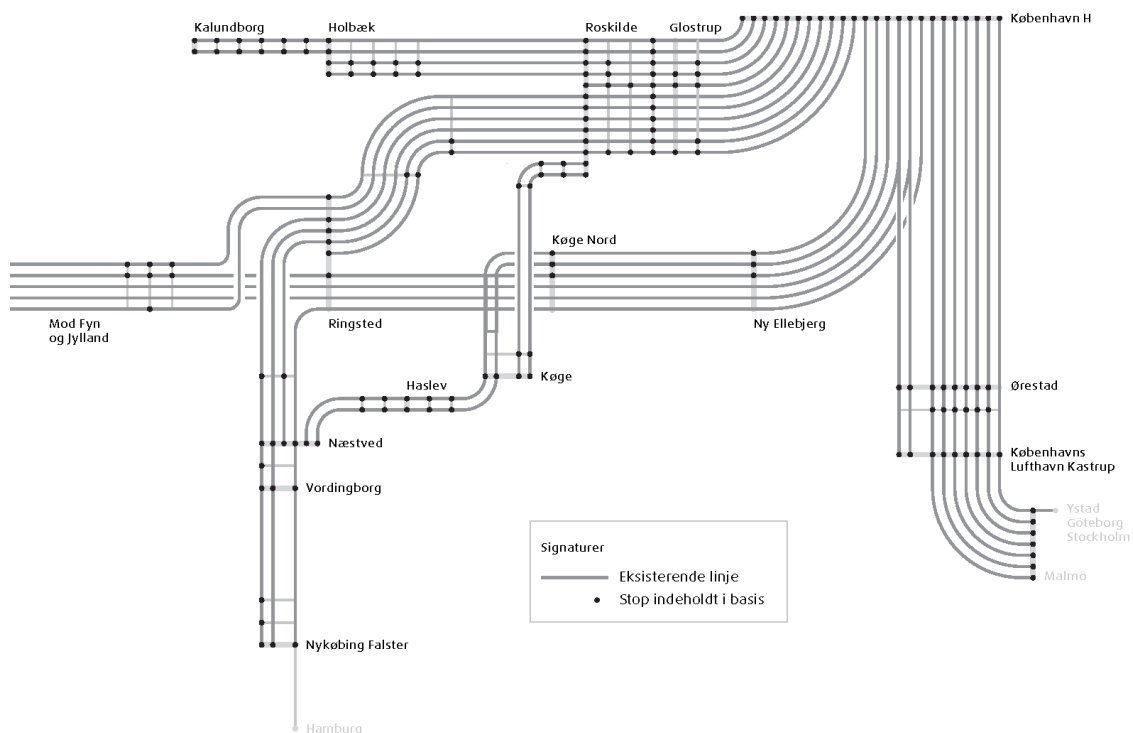 Kalundborg
Holbæk
Roskilde
Glostrup
København H
Køge Nord
Mod Fyn
og Jylland
Ringsted
Ny Ellebjerg
Haslev
Køge
Ørestad
Næstved
Københavns
Lufthavn Kastrup
Vordingborg
Ystad
Göteborg
Stockholm
Signaturer
Eksisterende linje
Stop indeholdt i basis
Malmö
Nykøbing Falster
Hamburg